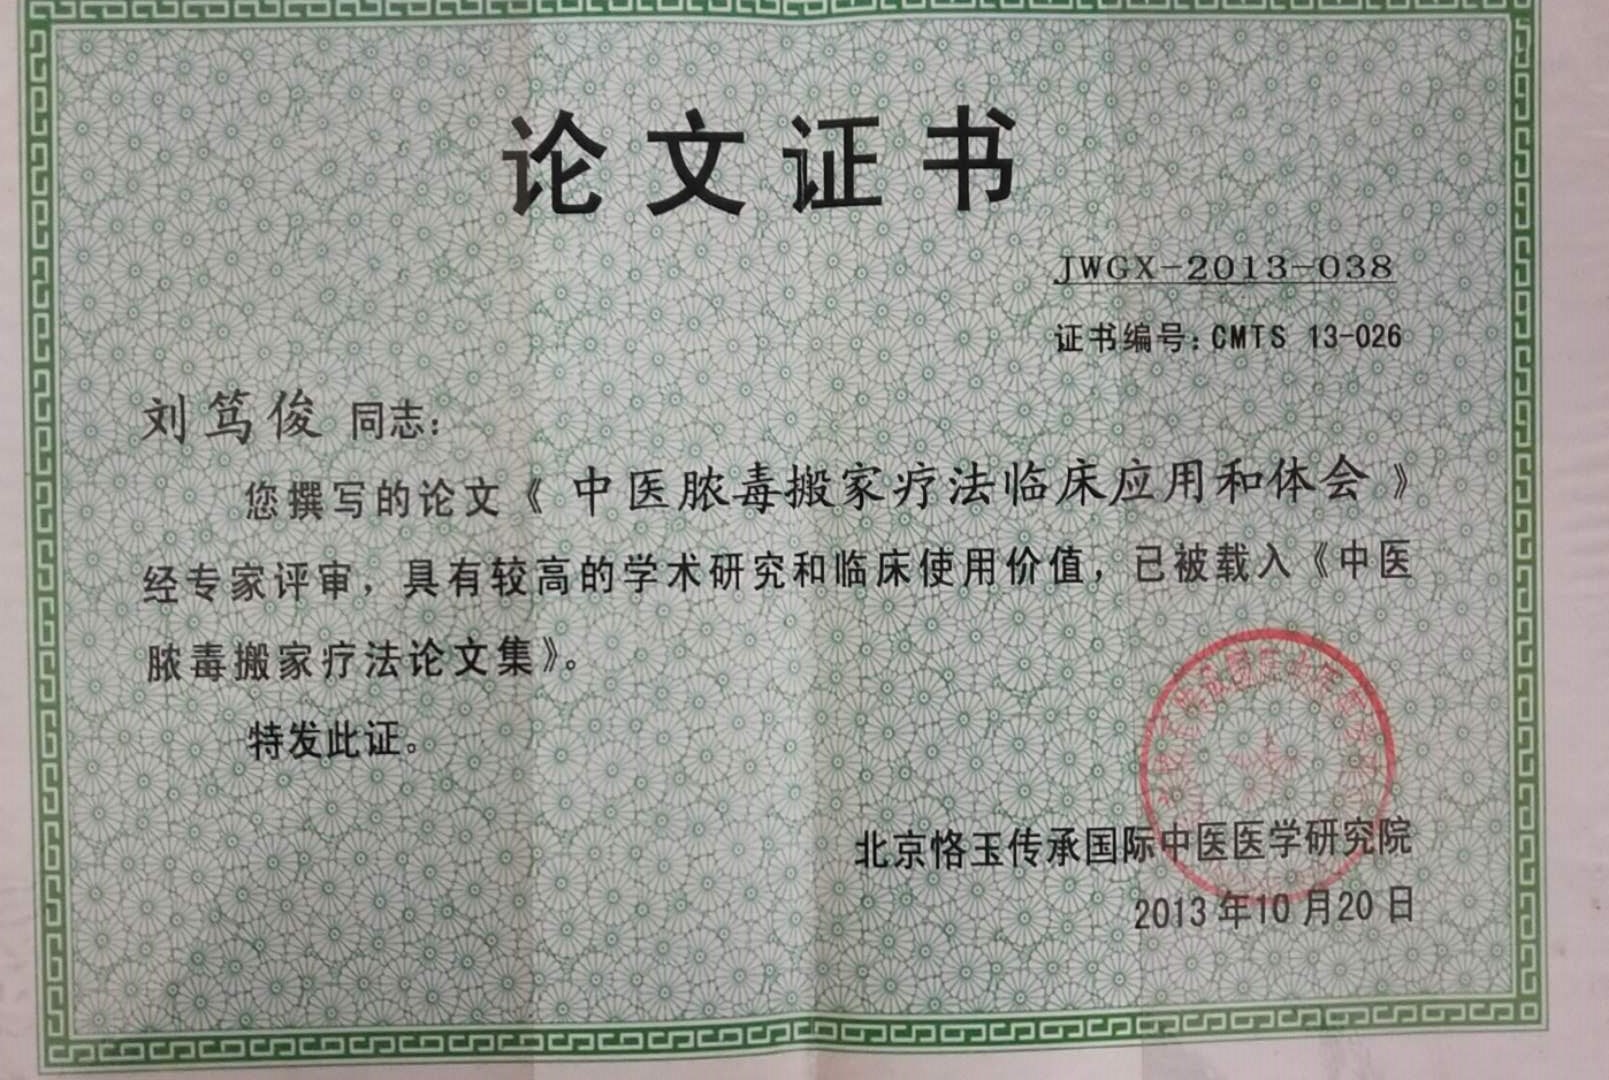 论文证书
JWGX-2013-038
证书编号：CMTS 13-026
刘笃俊 同志：
您撰写的论文《 中医脓毒搬家疗法临床应用和体会 》
经专家评审，具有较高的学术研究和临床使用价值，已被载入《中医
脓毒搬家疗法论文集》。
特发此证。
北京恪玉传承国际中医医学研究院
2013 年10 月20 日